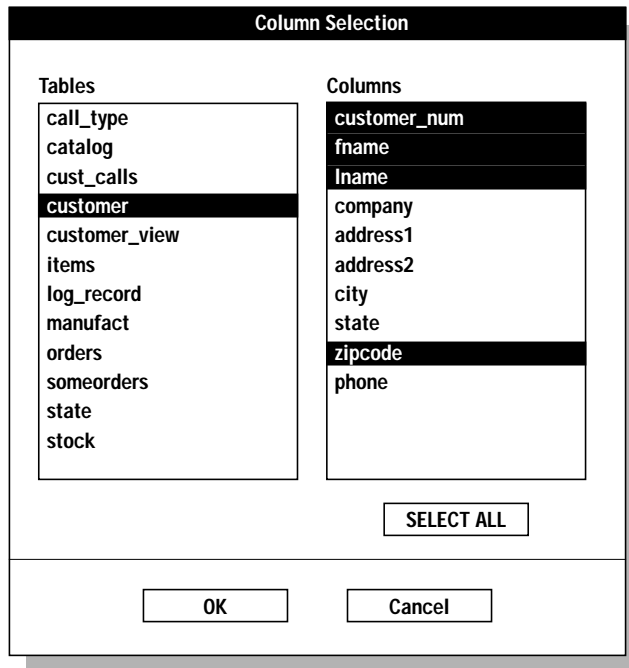 Column Selection
Tables
call_type
catalog
cust_calls
customer
customer_view
items
log_record
manufact
orders
someorders
state
stock
Columns
customer_num
fname
lname
company
address1
address2
city
state
zipcode
phone
SELECT ALL
OK
Cancel